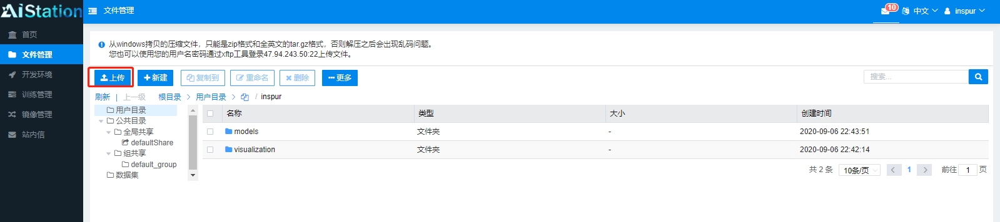 AiStation
文件管理
10
中文
inspur
首页
文件管理
开发环境
训练管理
镜像管理
站内信
从windows拷贝的压缩文件，只能是zip格式和全英文的tar.gz格式，否则解压之后会出现乱码问题。
您也可以使用您的用户名密码通过xftp工具登录47.94.243.50:22上传文件。
上传 新建 复制到 重命名 删除 更多
搜索...
刷新 | 上一级 根目录 > 用户目录 > / inspur
用户目录
公共目录
全局共享
defaultShare
组共享
default_group
数据集
名称 类型 大小 创建时间
models 文件夹 - 2020-09-06 22:43:51
visualization 文件夹 - 2020-09-06 22:42:14
共 2 条 10条/页 < 1 > 前往 1 页